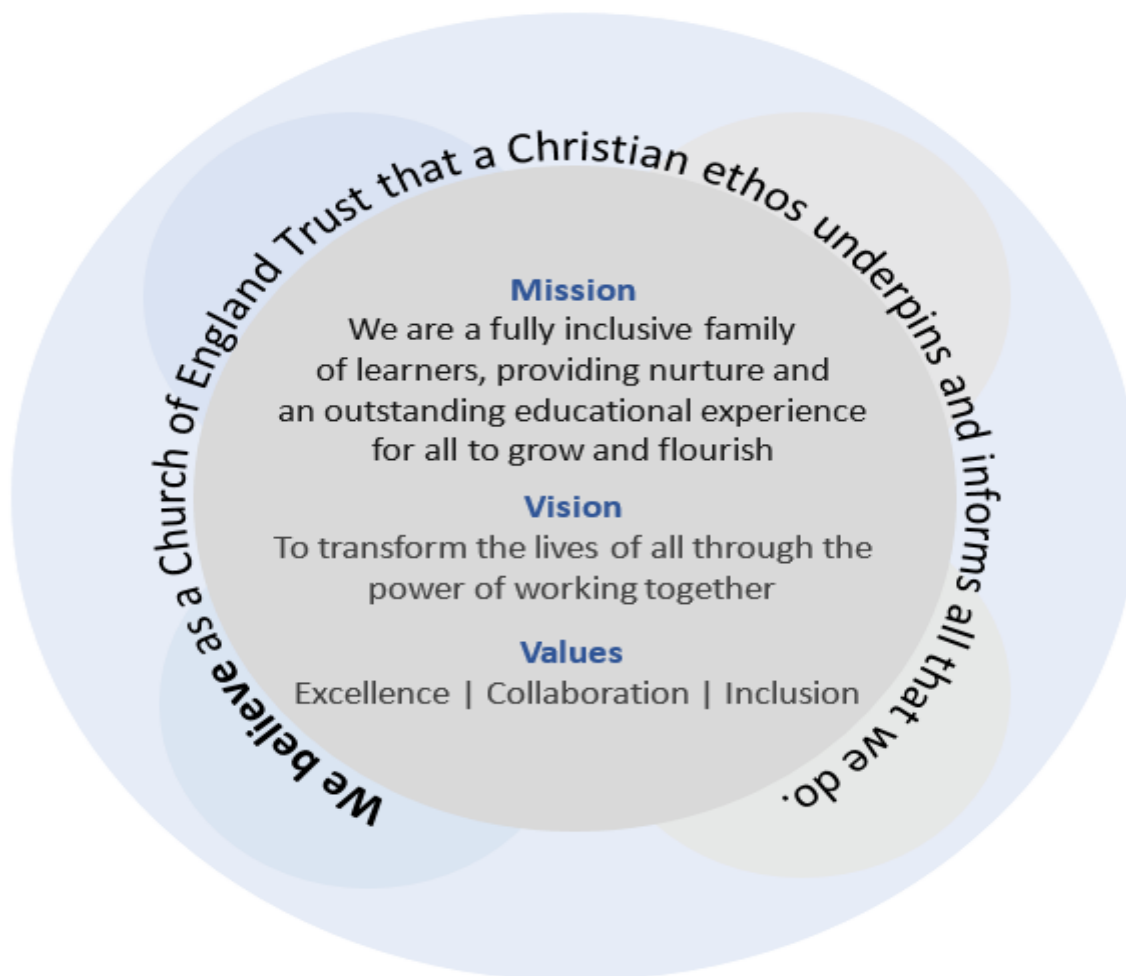 We believe as a Church of England Trust that a Christian ethos underpins and informs all that we do.
Mission
We are a fully inclusive family
of learners, providing nurture and
an outstanding educational experience
for all to grow and flourish
Vision
To transform the lives of all through the
power of working together
Values
Excellence | Collaboration | Inclusion